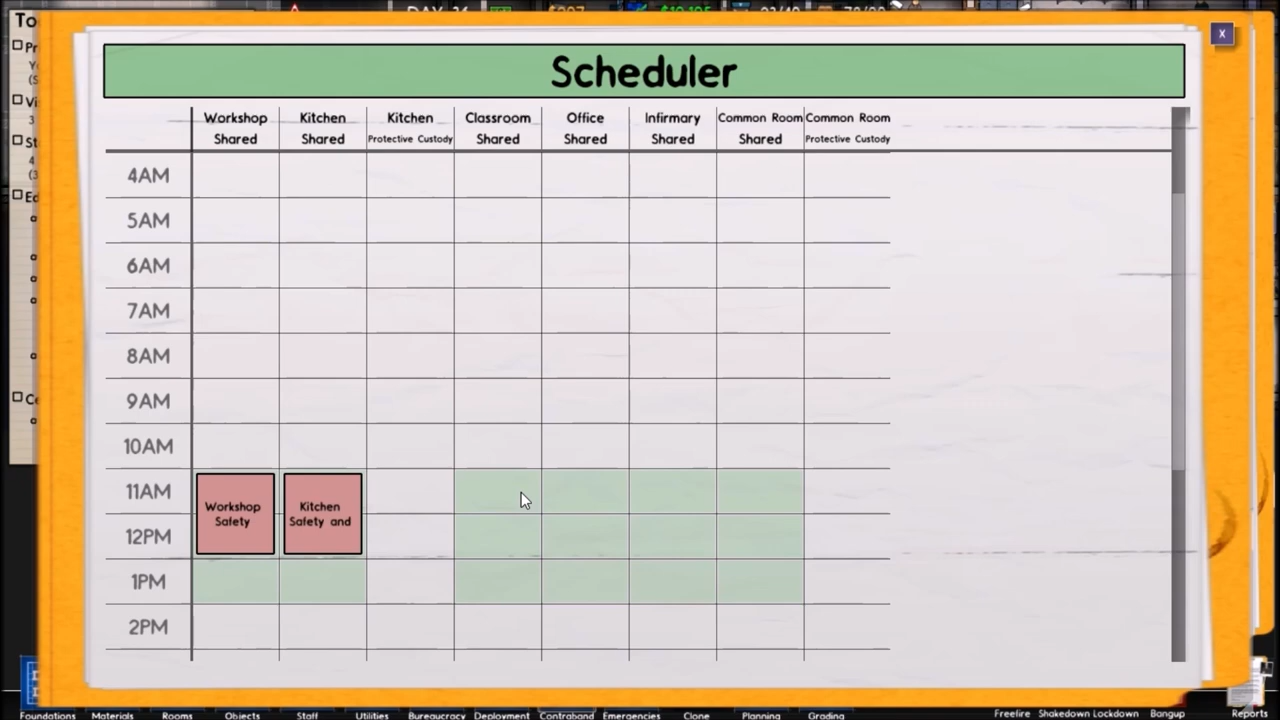 To
Scheduler
x
Workshop Kitchen Kitchen Classroom Office Infirmary Common Room Common Room
Shared Shared Protective Custody Shared Shared Shared Shared Protective Custody
4AM
5AM
6AM
7AM
8AM
9AM
10AM
11AM
12PM
1PM
2PM
Workshop
Safety
Kitchen
Safety and
Foundations Materials Rooms Objects Staff Utilities Bureaucracy Deployment Contraband Emergencies Clone Planning Grading Freefire Shakedown Lockdown Bangup Reports